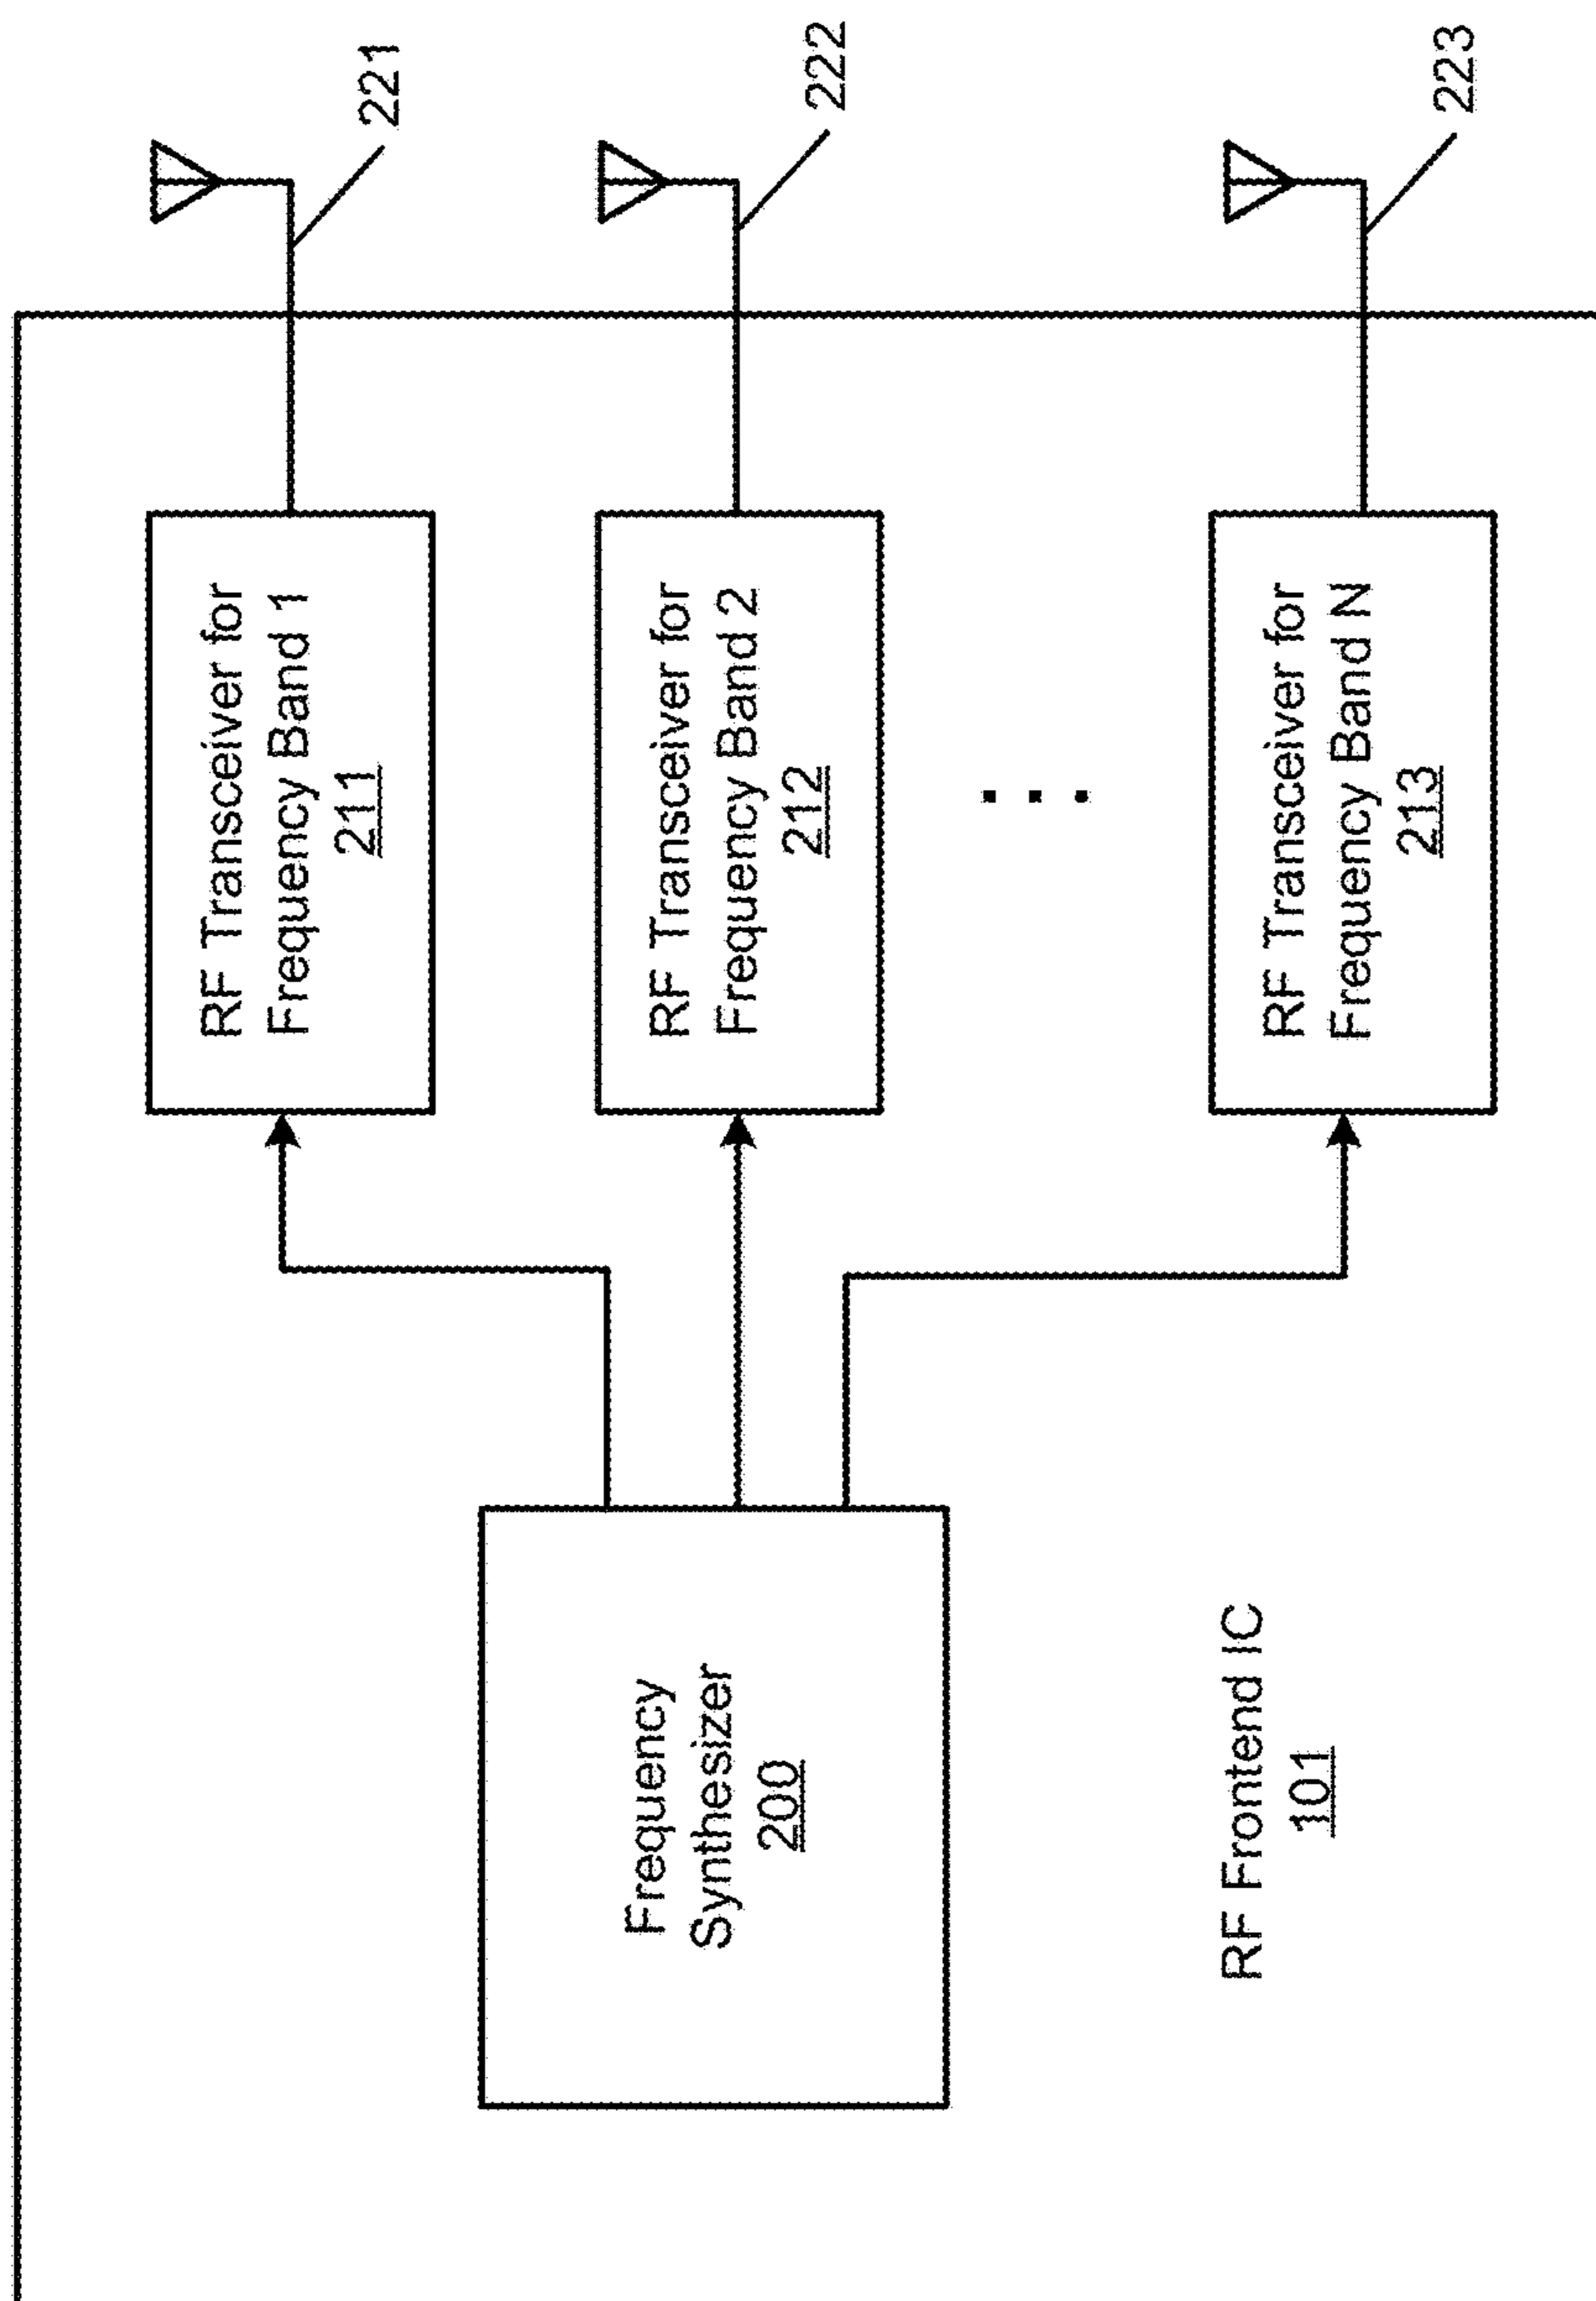 RF Transceiver for
Frequency Band 1
211
221
RF Transceiver for
Frequency Band 2
212
222
Frequency
Synthesizer
200
. . .
RF Transceiver for
Frequency Band N
213
223
RF Frontend IC
101